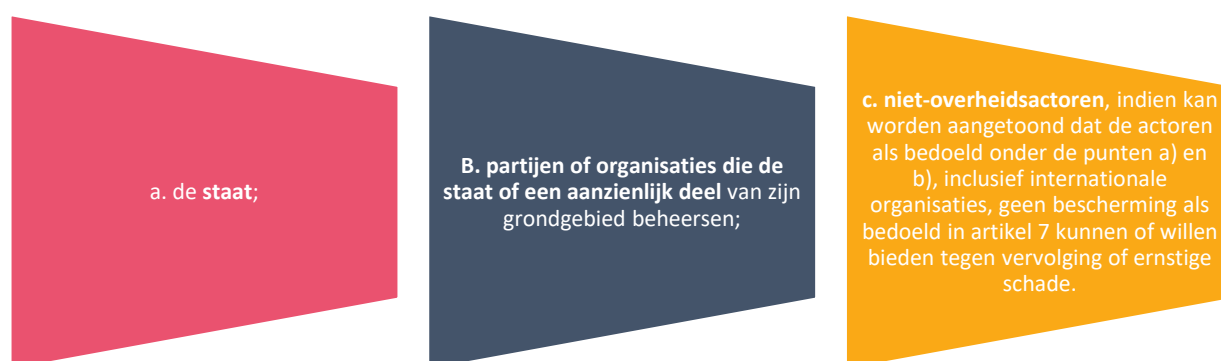 a. de staat;
B. partijen of organisaties die de
staat of een aanzienlijk deel van zijn
grondgebied beheersen;
c. niet-overheidsactoren, indien kan
worden aangetoond dat de actoren
als bedoeld onder de punten a) en
b), inclusief internationale
organisaties, geen bescherming als
bedoeld in artikel 7 kunnen of willen
bieden tegen vervolging of ernstige
schade.